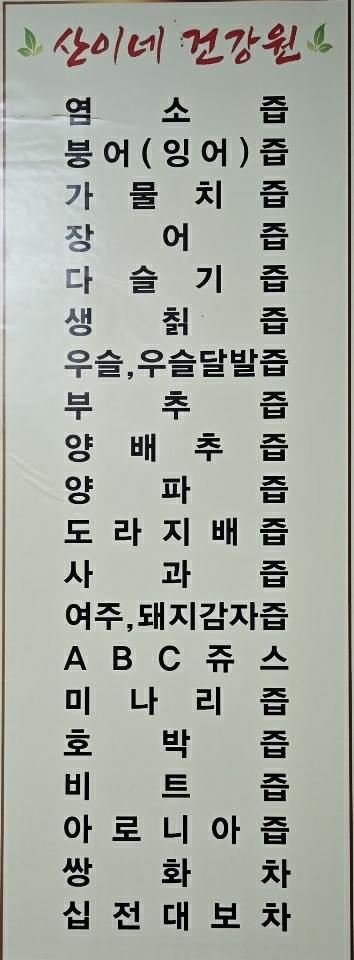 산이네 건강원
염소즙
붕어(잉어)즙
가물치즙
장어즙
다슬기즙
생칡즙
우슬,우슬달발즙
부추즙
양배추즙
양파즙
도라지배즙
사과즙
여주,돼지감자즙
ABC쥬스
미나리즙
호박즙
비트즙
아로니아즙
쌍화차
십전대보차